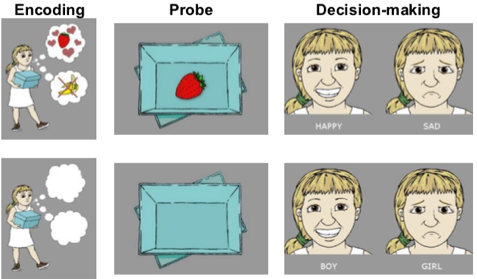 Encoding Probe Decision-making
HAPPY SAD
BOY GIRL